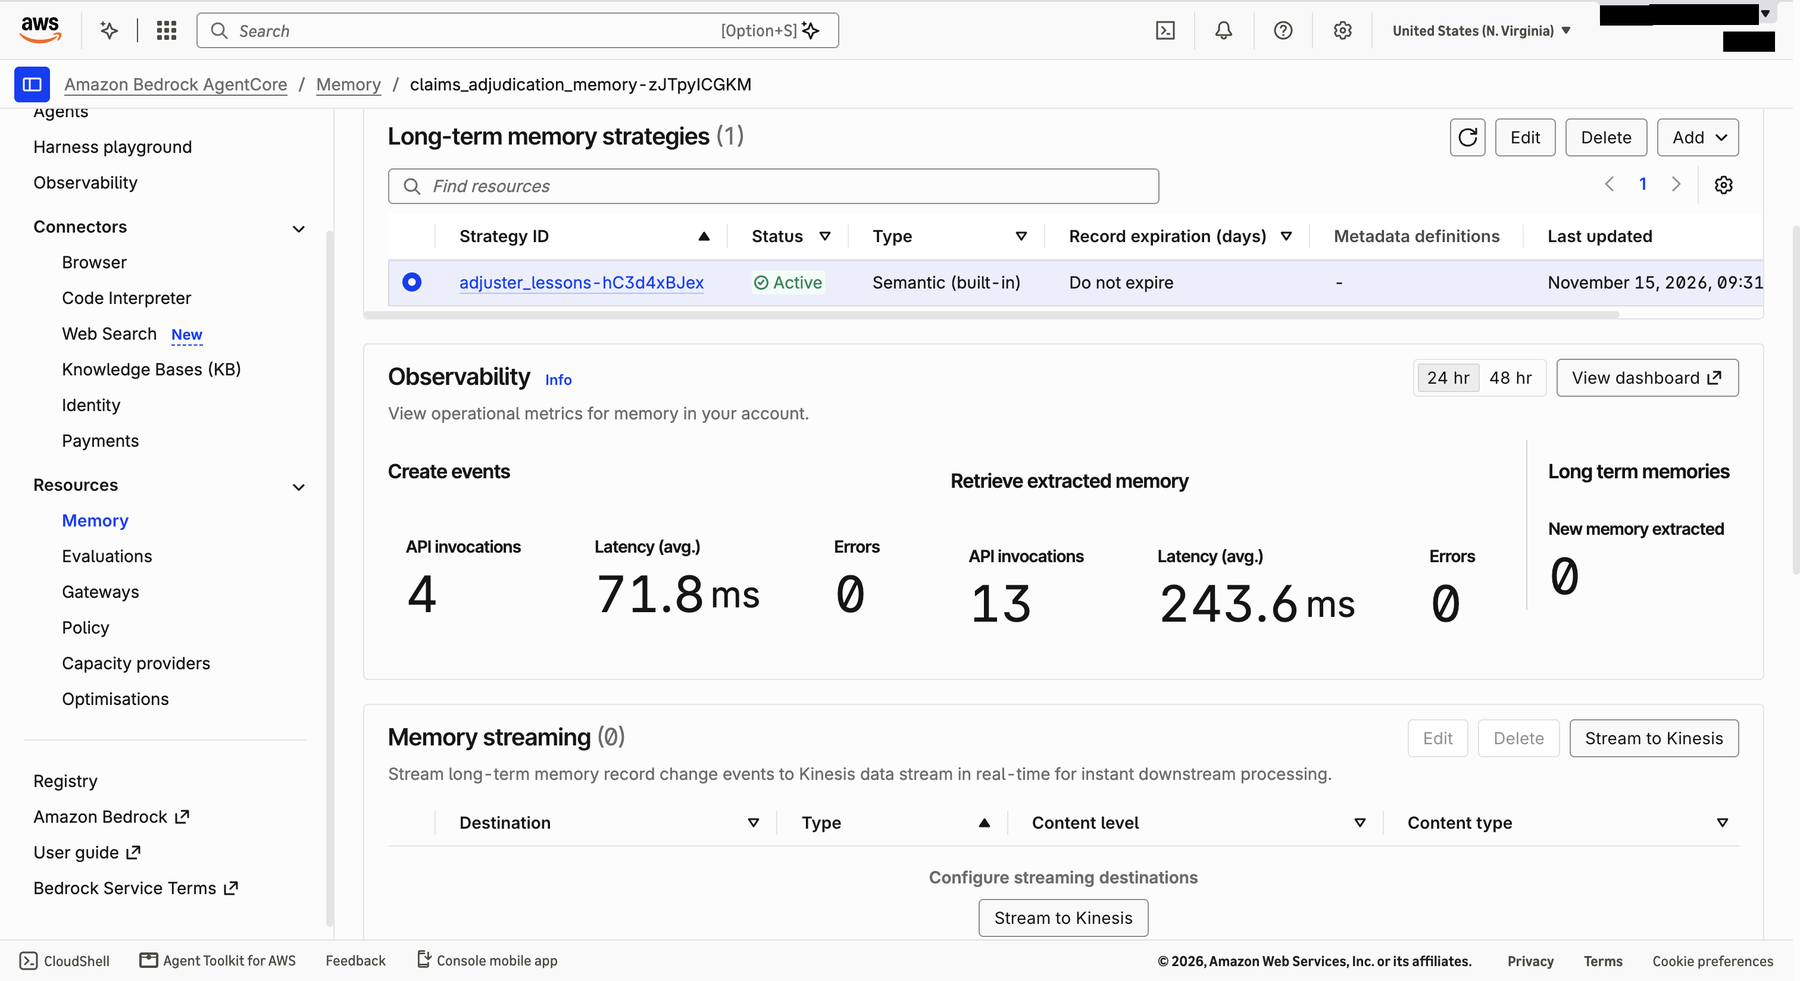 aws
Search [Option+S]
United States (N. Virginia)
Amazon Bedrock AgentCore / Memory / claims_adjudication_memory-zJTpyICGKM
Agents
Harness playground
Observability
Connectors
Browser
Code Interpreter
Web Search New
Knowledge Bases (KB)
Identity
Payments
Resources
Memory
Evaluations
Gateways
Policy
Capacity providers
Optimisations
Registry
Amazon Bedrock
User guide
Bedrock Service Terms
Long-term memory strategies (1)
Edit Delete Add
Find resources
1
Strategy ID Status Type Record expiration (days) Metadata definitions Last updated
adjuster_lessons-hC3d4xBJex Active Semantic (built-in) Do not expire - November 15, 2026, 09:31
Observability Info
24 hr 48 hr View dashboard
View operational metrics for memory in your account.
Create events
API invocations Latency (avg.) Errors
4 71.8 ms 0
Retrieve extracted memory
API invocations Latency (avg.) Errors
13 243.6 ms 0
Long term memories
New memory extracted
0
Memory streaming (0)
Edit Delete Stream to Kinesis
Stream long-term memory record change events to Kinesis data stream in real-time for instant downstream processing.
Destination Type Content level Content type
Configure streaming destinations
Stream to Kinesis
CloudShell Agent Toolkit for AWS Feedback Console mobile app
© 2026, Amazon Web Services, Inc. or its affiliates. Privacy Terms Cookie preferences